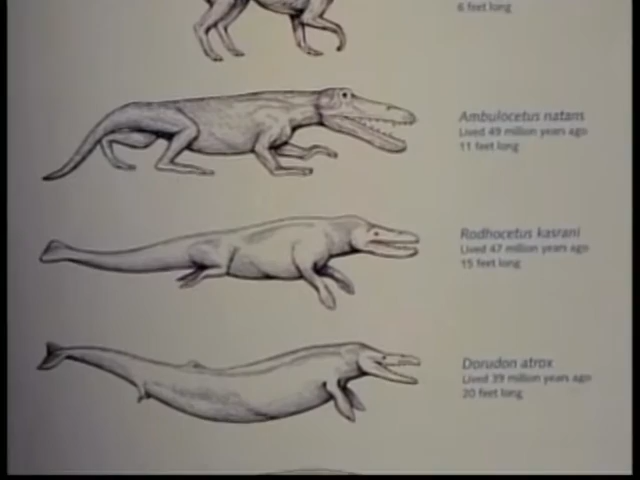 6 feet long
Ambulocetus natans
Lived 49 million years ago
11 feet long
Rodhocetus kasrani
Lived 47 million years ago
15 feet long
Dorudon atrox
Lived 39 million years ago
20 feet long